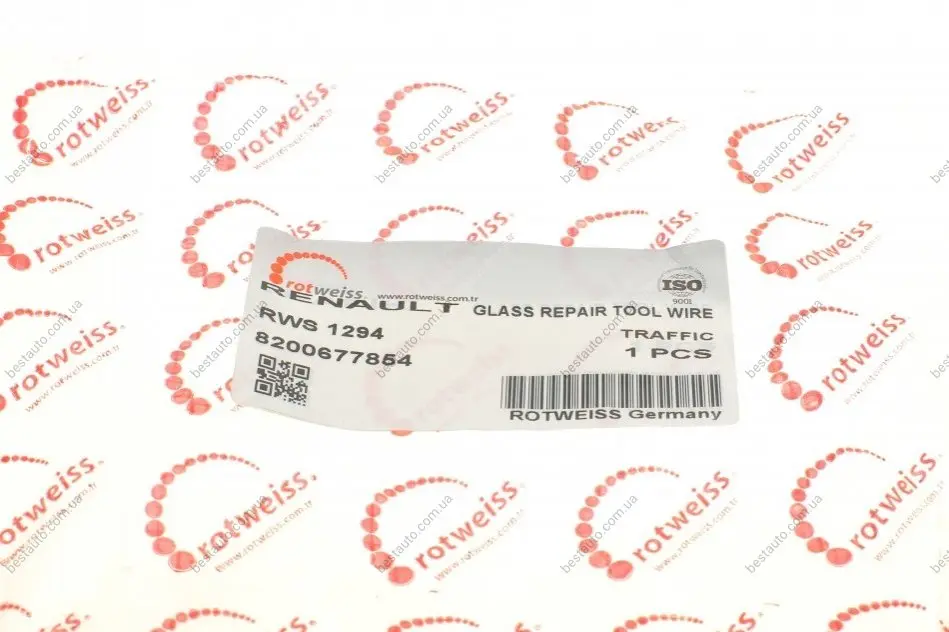 rotweiss
www.rotweiss.com.tr
RENAULT GLASS REPAIR TOOL WIRE
ISO
9001
RWS 1294
TRAFFIC
8200677854
1 PCS
ROTWEISS Germany
rotweiss.
www.rotweiss.com.tr
bestauto.com.ua